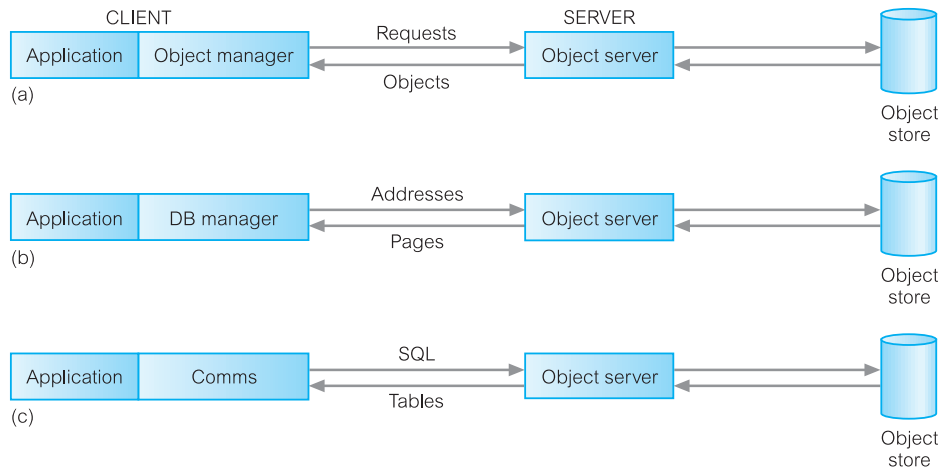 CLIENT
SERVER
Application
Object manager
Requests
Objects
Object server
Object
store
(a)
Application
DB manager
Addresses
Pages
Object server
Object
store
(b)
Application
Comms
SQL
Tables
Object server
Object
store
(c)